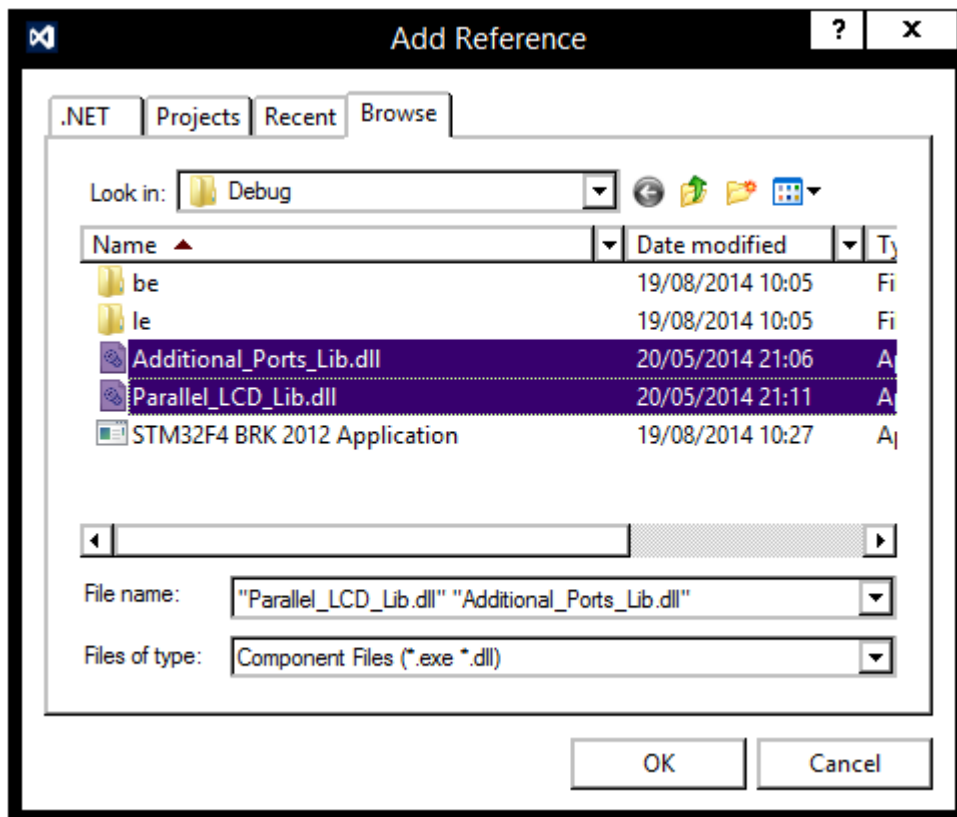 Add Reference ? x
.NET Projects Recent Browse
Look in: Debug
Name Date modified Ty
be 19/08/2014 10:05 Fi
le 19/08/2014 10:05 Fi
Additional_Ports_Lib.dll 20/05/2014 21:06 A
Parallel_LCD_Lib.dll 20/05/2014 21:11 A
STM32F4 BRK 2012 Application 19/08/2014 10:27 A
File name: "Parallel_LCD_Lib.dll" "Additional_Ports_Lib.dll"
Files of type: Component Files (*.exe *.dll)
OK Cancel